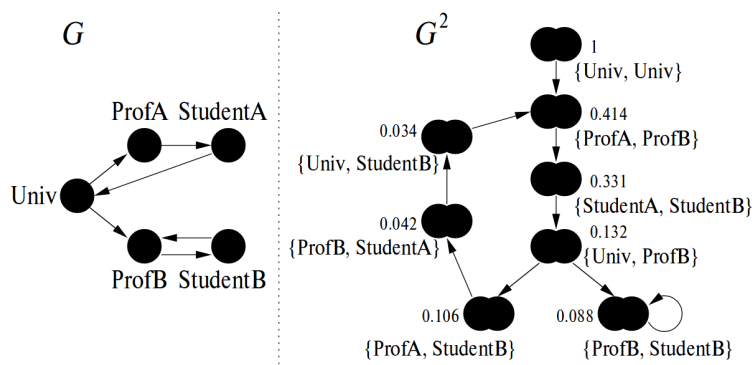 G
ProfA StudentA
Univ
ProfB StudentB
G²
1
{Univ, Univ}
0.414
{ProfA, ProfB}
0.034
{Univ, StudentB}
0.331
{StudentA, StudentB}
0.042
{ProfB, StudentA}
0.132
{Univ, ProfB}
0.106
{ProfA, StudentB}
0.088
{ProfB, StudentB}